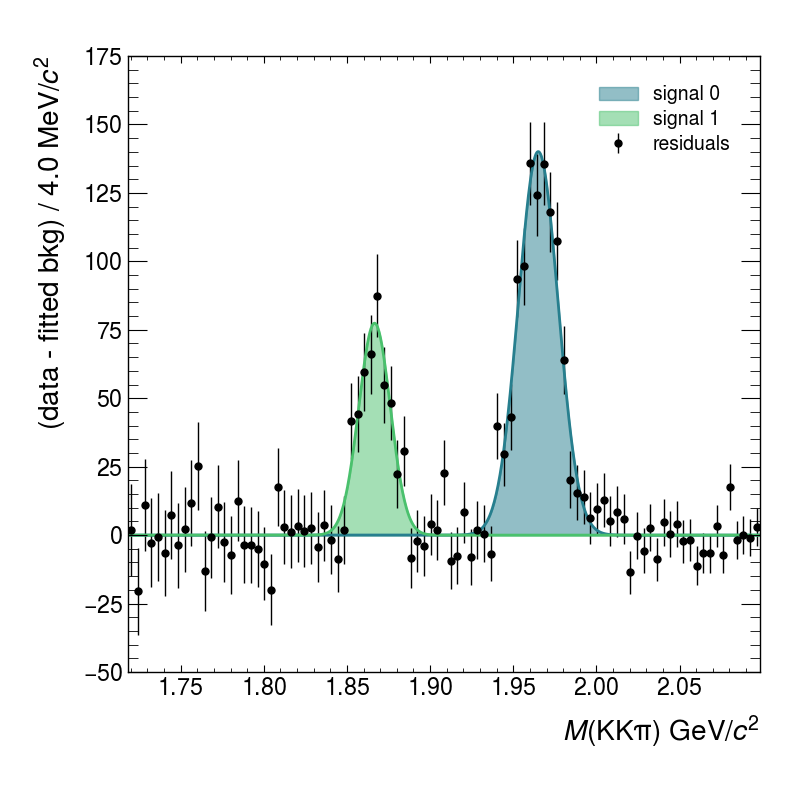 (data - fitted bkg) / 4.0 MeV/c²
175
150
125
100
75
50
25
0
−25
−50
signal 0
signal 1
residuals
1.75 1.80 1.85 1.90 1.95 2.00 2.05
M(KKπ) GeV/c²